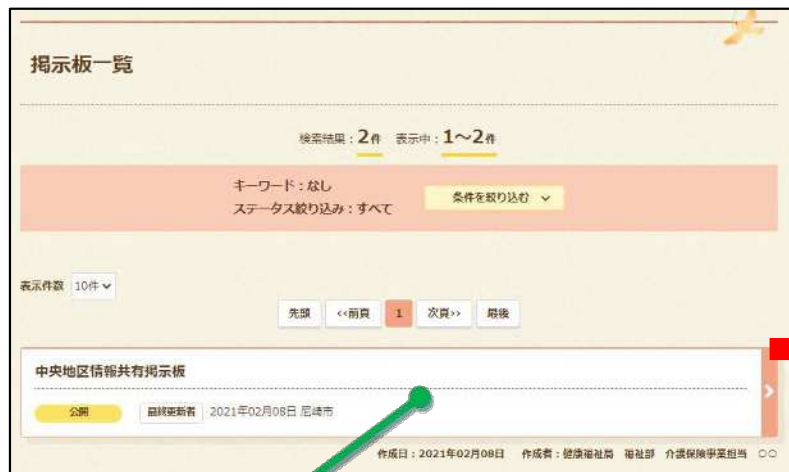 掲示板一覧
検索結果：2件 表示中：1～2件
キーワード：なし
ステータス絞り込み：すべて
条件を絞り込む
表示件数 10件
先頭 <<前頁 1 次頁>> 最後
中央地区情報共有掲示板
公開 最終更新者 2021年02月08日 尼崎市
作成日：2021年02月08日 作成者：健康福祉局 福祉部 介護保険事業担当 〇〇